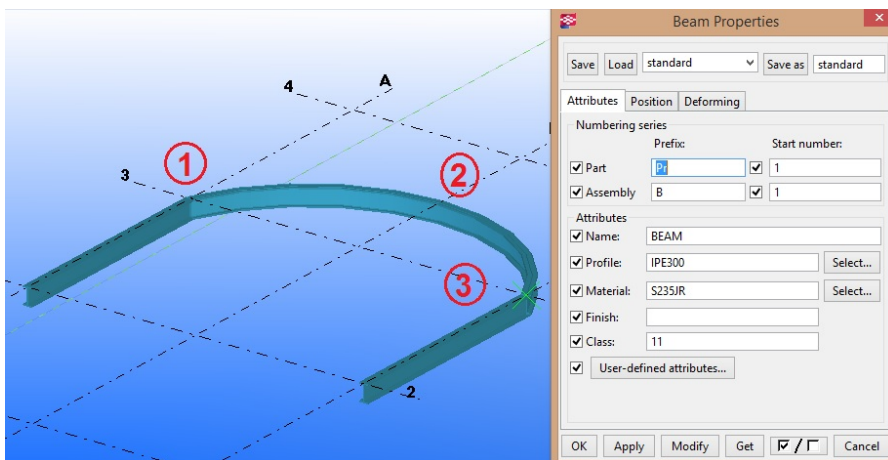 4
A
1
2
3
3
2
Beam Properties
Save Load standard Save as standard
Attributes Position Deforming
Numbering series
Prefix: Start number:
Part Pr 1
Assembly B 1
Attributes
Name: BEAM
Profile: IPE300 Select...
Material: S235JR Select...
Finish:
Class: 11
User-defined attributes...
OK Apply Modify Get / Cancel